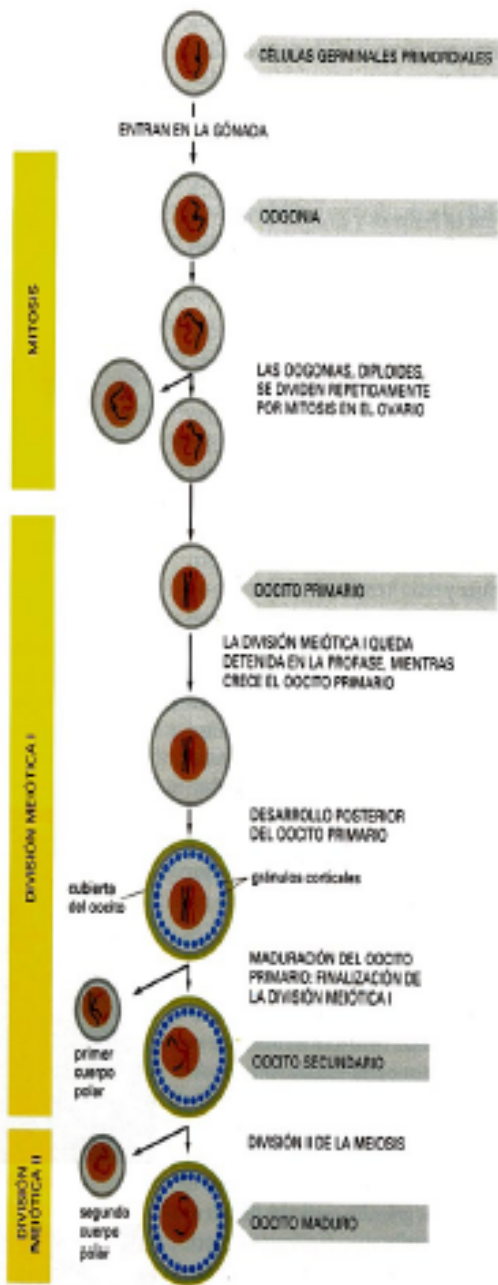 CÉLULAS GERMINALES PRIMORDIALES
ENTRAN EN LA GÓNADA
MITOSIS
OOGONIA
LAS OOGONIAS, DIPLOIDES,
SE DIVIDEN REPETIDAMENTE
POR MITOSIS EN EL OVARIO
DIVISIÓN MEIÓTICA I
OOCITO PRIMARIO
LA DIVISIÓN MEIÓTICA I QUEDA
DETENIDA EN LA PROFASE, MIENTRAS
CRECE EL OOCITO PRIMARIO
DESARROLLO POSTERIOR
DEL OOCITO PRIMARIO
cubierta
del oocito
gránulos corticales
MADURACIÓN DEL OOCITO
PRIMARIO: FINALIZACIÓN DE
LA DIVISIÓN MEIÓTICA I
primer
cuerpo
polar
OOCITO SECUNDARIO
DIVISIÓN
MEIÓTICA II
DIVISIÓN II DE LA MEIOSIS
segundo
cuerpo
polar
OOCITO MADURO